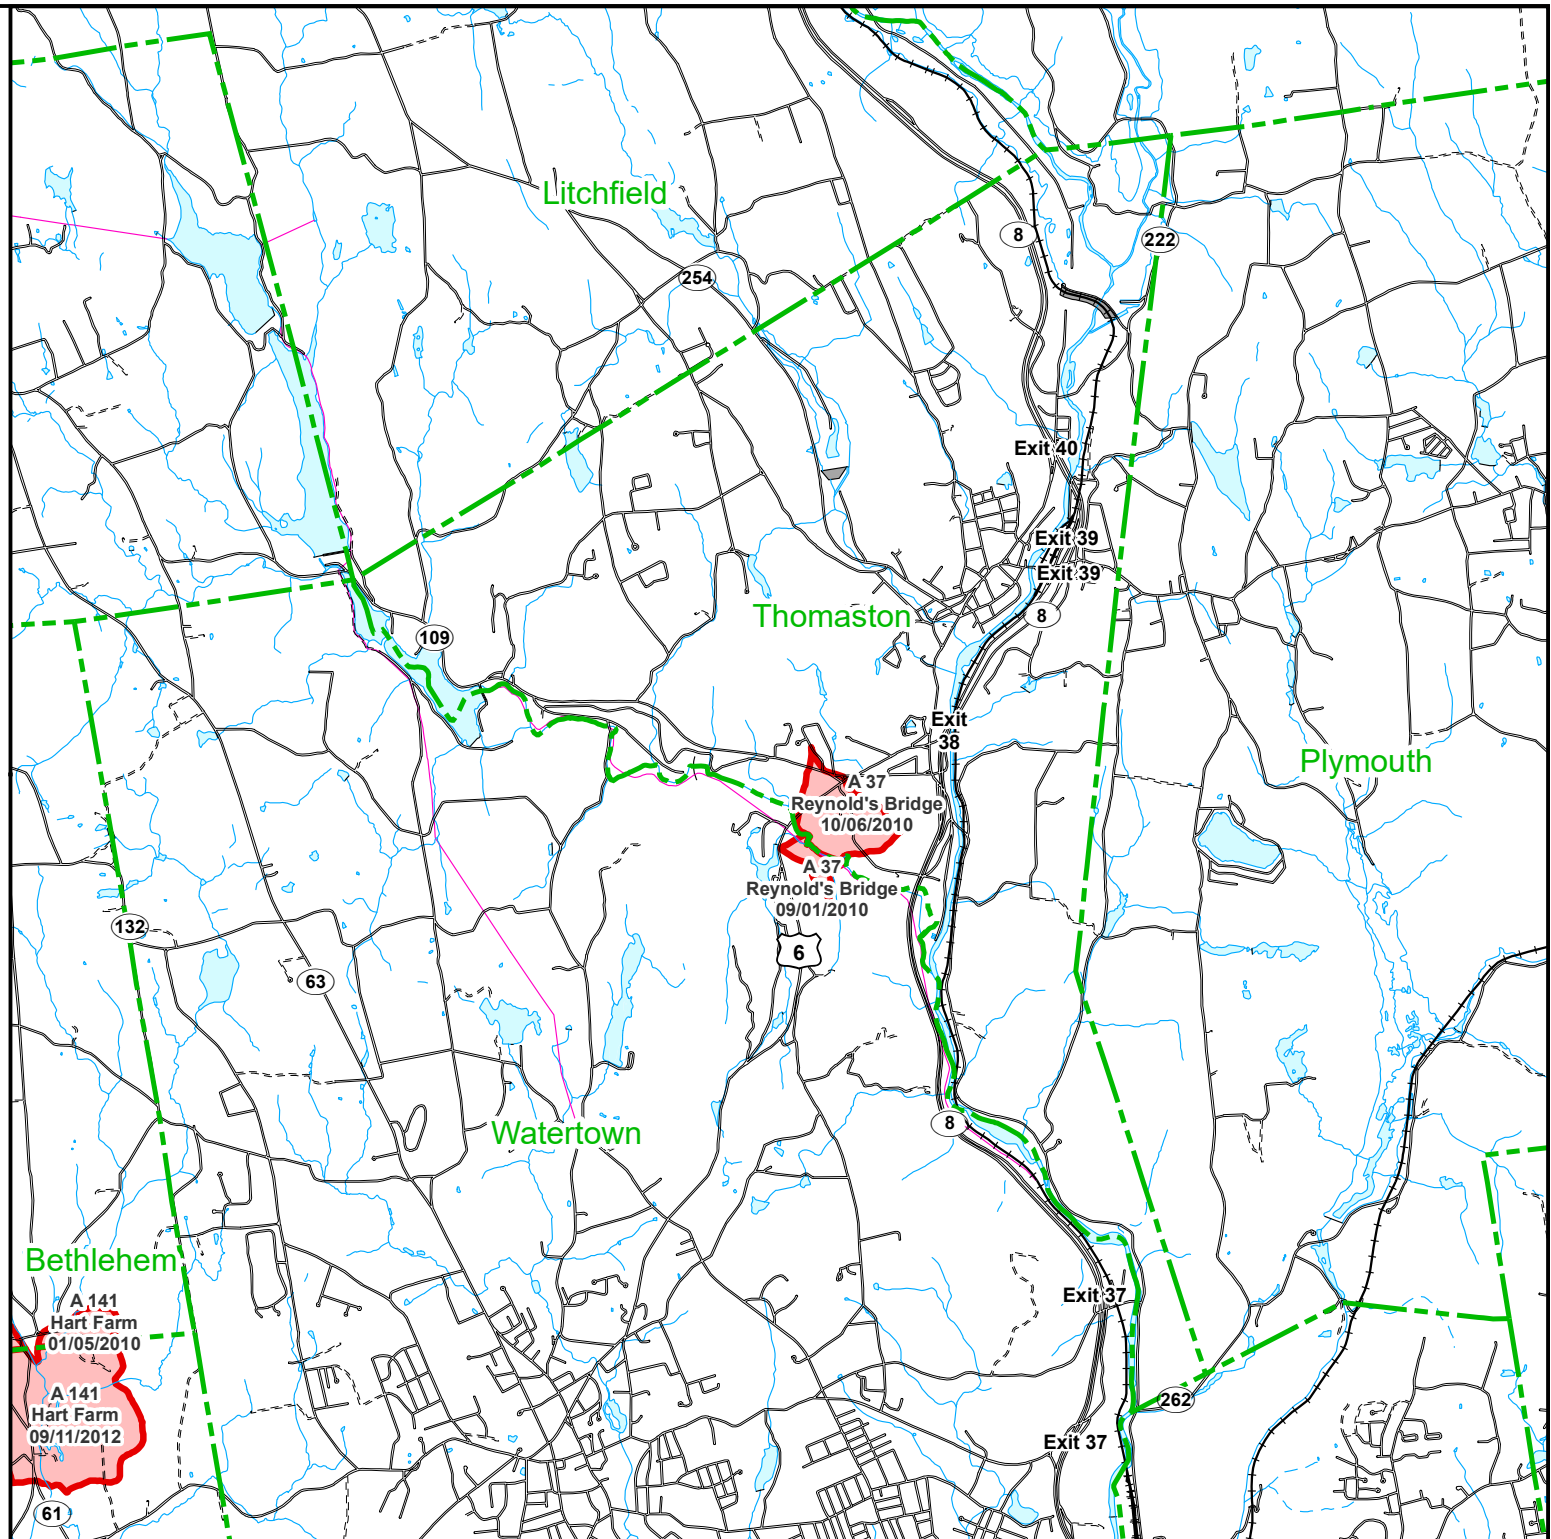 Litchfield
8
222
254
Exit 40
Exit 39
Exit 39
Thomaston
8
109
Exit
38
Plymouth
A 37
Reynold's Bridge
10/06/2010
A 37
Reynold's Bridge
09/01/2010
132
6
63
8
Watertown
Bethlehem
Exit 37
A 141
Hart Farm
01/05/2010
A 141
Hart Farm
09/11/2012
262
Exit 37
61